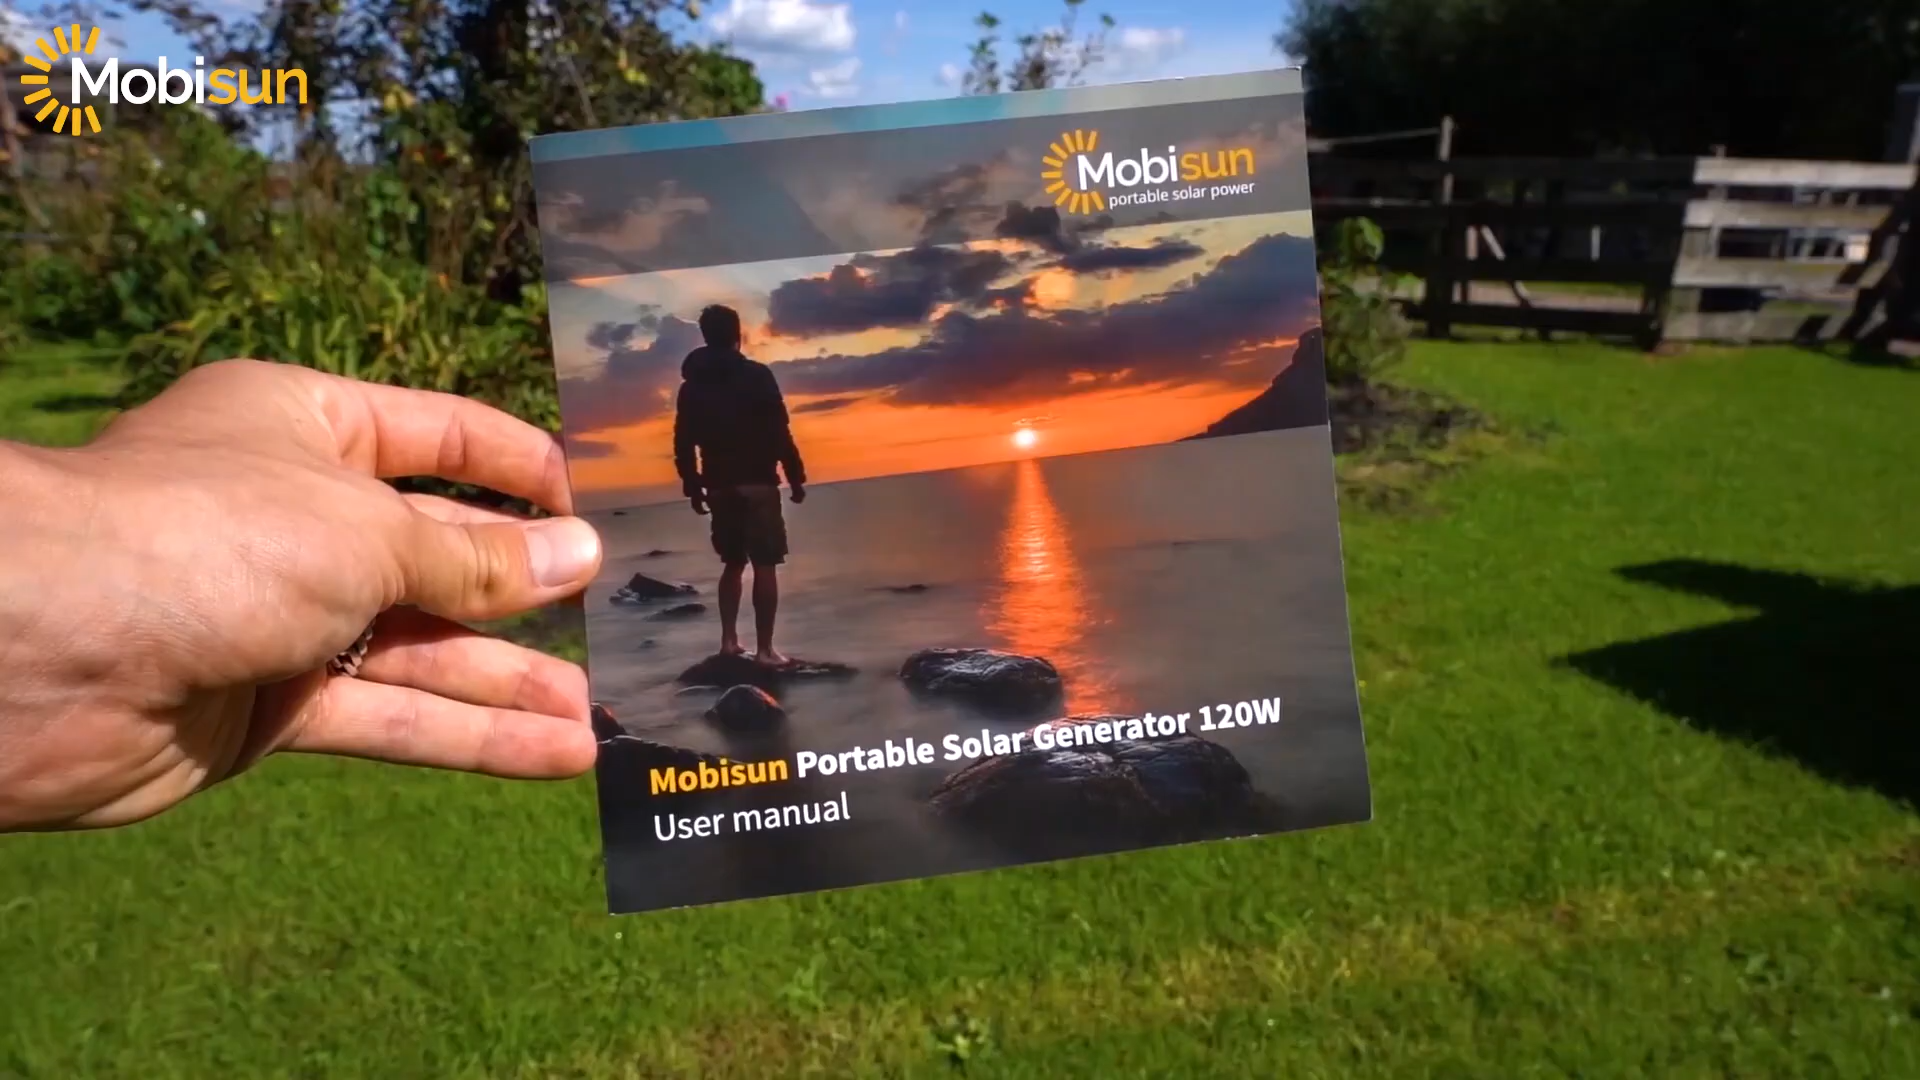 Mobisun
Mobisun
portable solar power
Mobisun Portable Solar Generator 120W
User manual